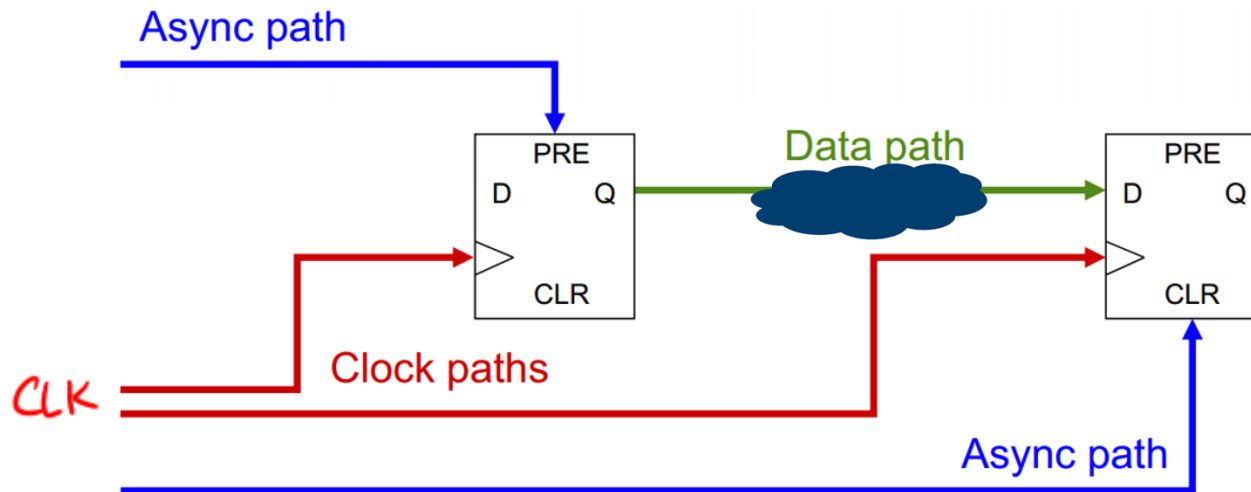 Async path
PRE
D
Q
CLR
Data path
PRE
D
Q
CLR
Clock paths
CLK
Async path